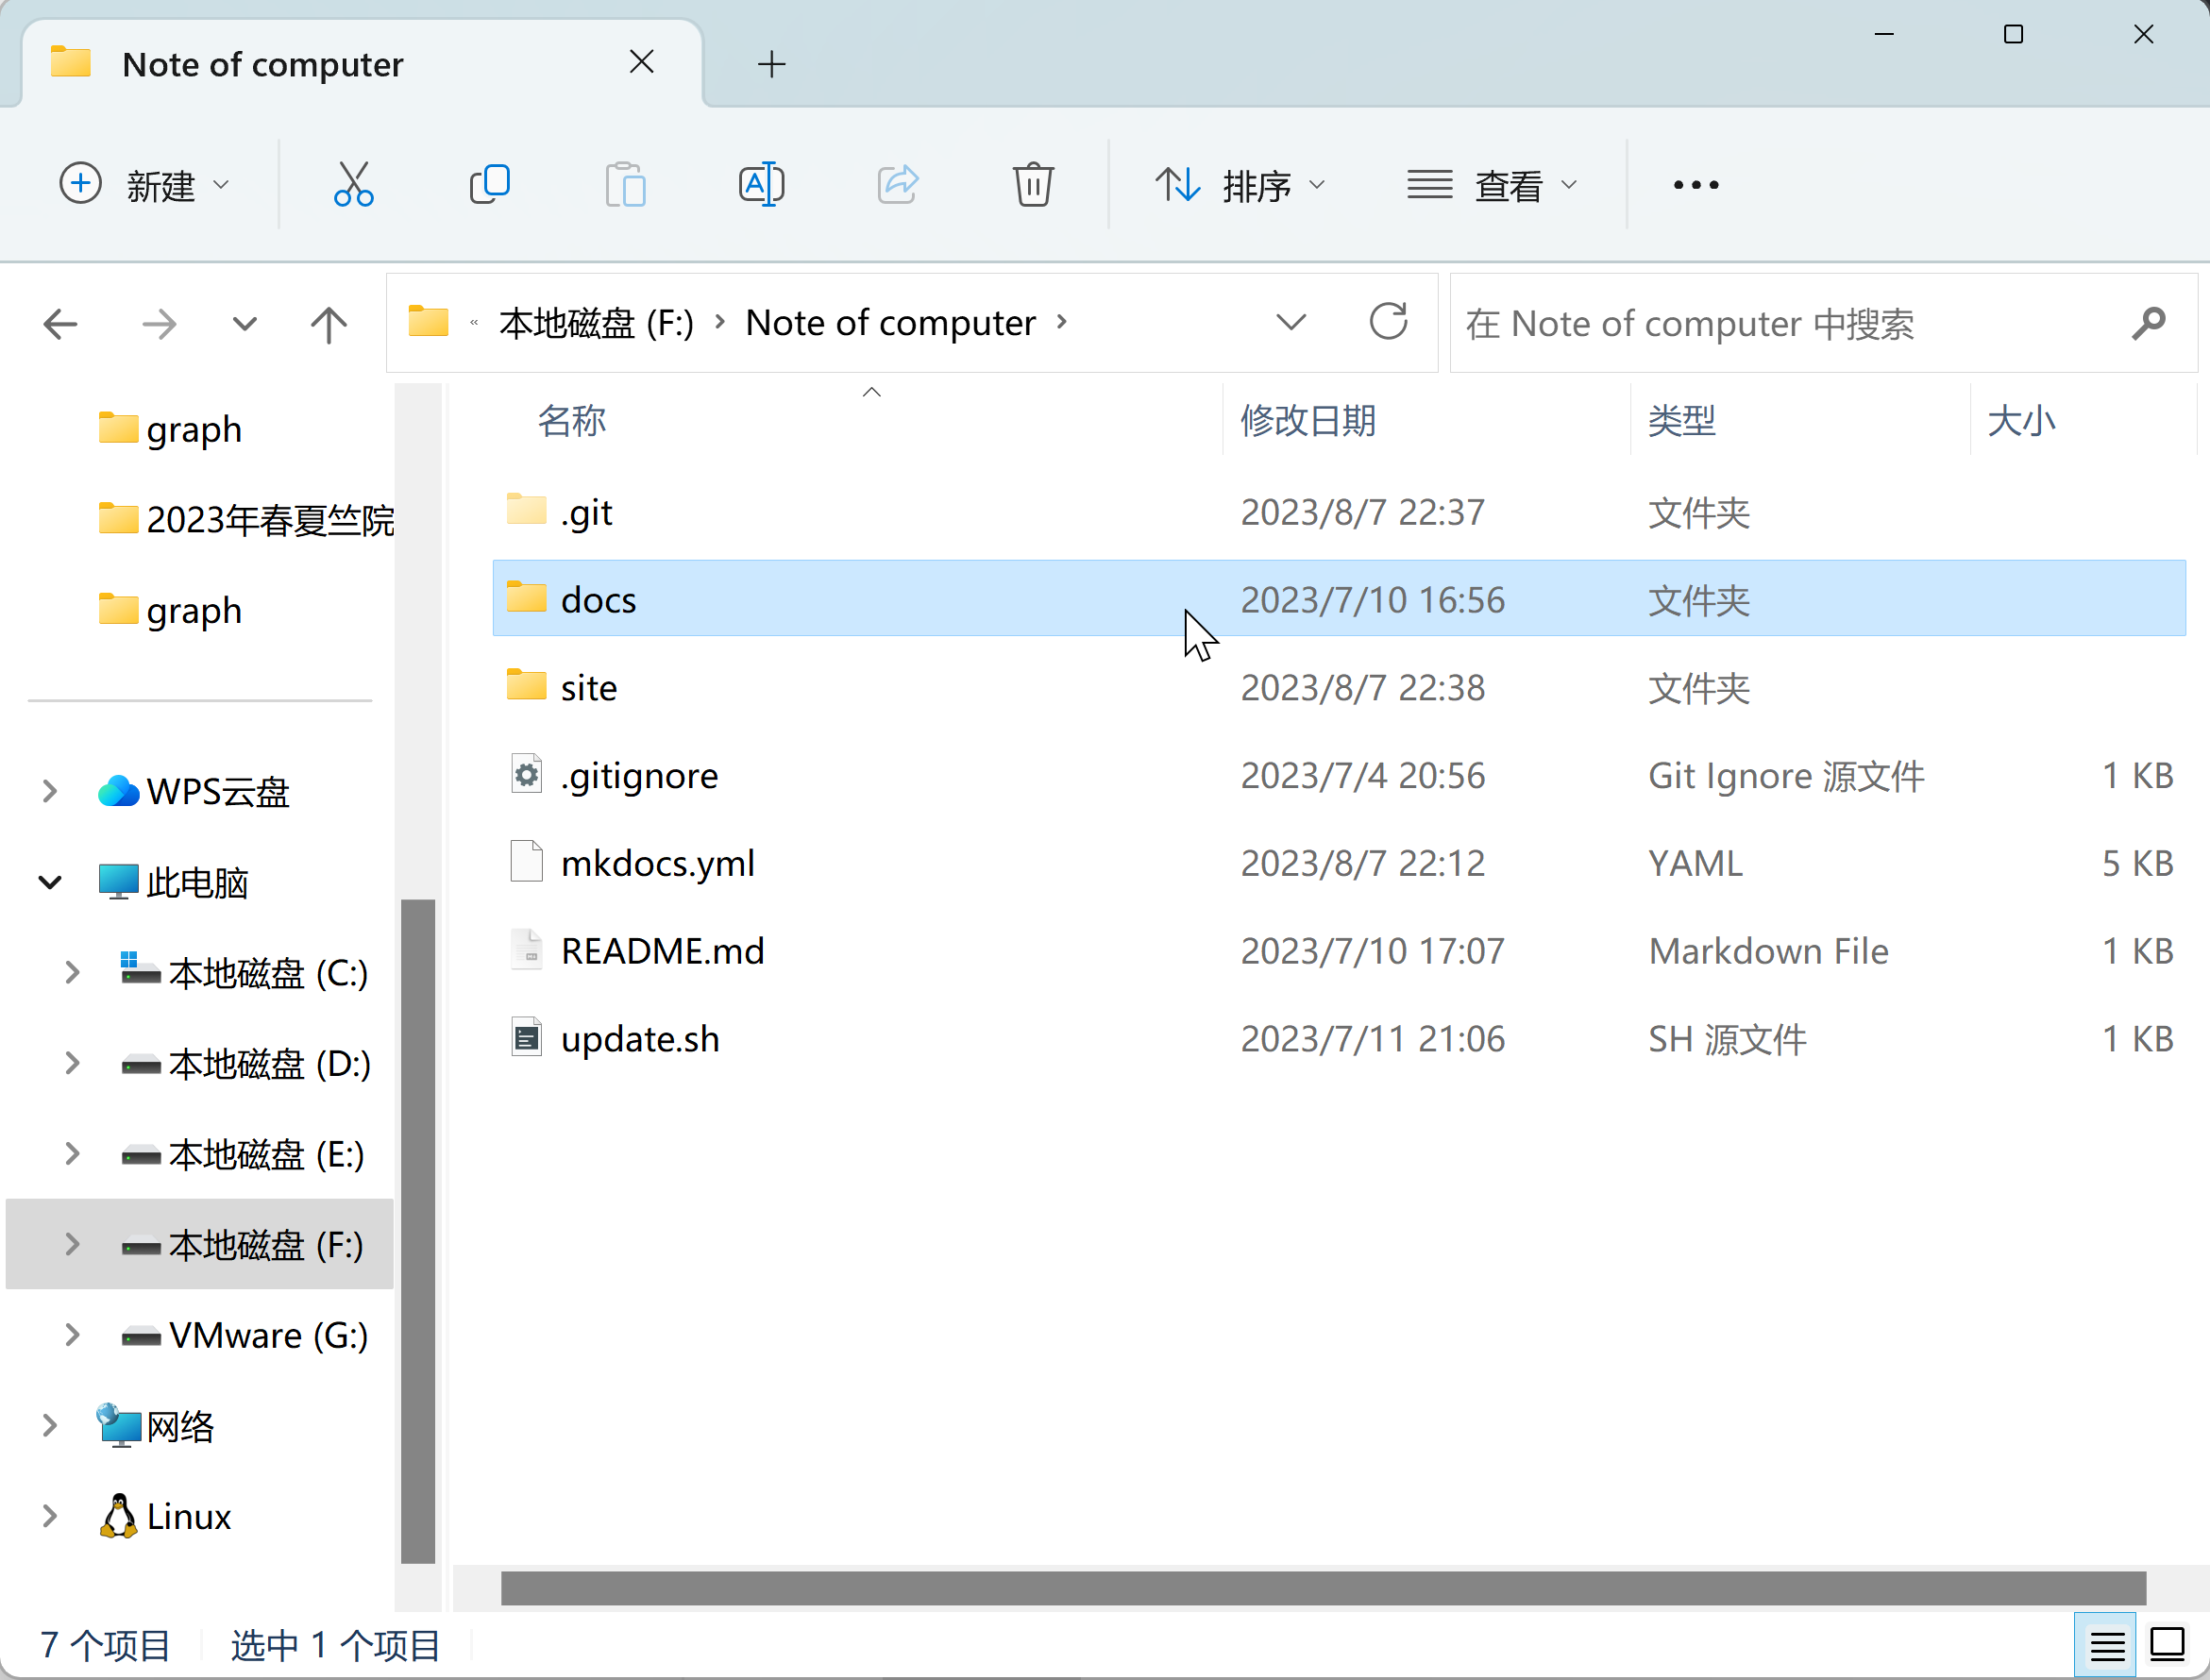 Note of computer
新建
排序
查看
本地磁盘 (F:) › Note of computer ›
在 Note of computer 中搜索
graph
2023年春夏竺院
graph
WPS云盘
此电脑
本地磁盘 (C:)
本地磁盘 (D:)
本地磁盘 (E:)
本地磁盘 (F:)
VMware (G:)
网络
Linux
名称 修改日期 类型 大小
.git 2023/8/7 22:37 文件夹
docs 2023/7/10 16:56 文件夹
site 2023/8/7 22:38 文件夹
.gitignore 2023/7/4 20:56 Git Ignore 源文件 1 KB
mkdocs.yml 2023/8/7 22:12 YAML 5 KB
README.md 2023/7/10 17:07 Markdown File 1 KB
update.sh 2023/7/11 21:06 SH 源文件 1 KB
7 个项目 选中 1 个项目